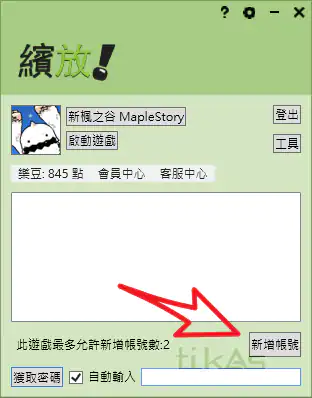 繽放!
新楓之谷 MapleStory
登出
啟動遊戲
工具
樂豆: 845 點 會員中心 客服中心
此遊戲最多允許新增帳號數:2
新增帳號
tikAs
獲取密碼 自動輸入